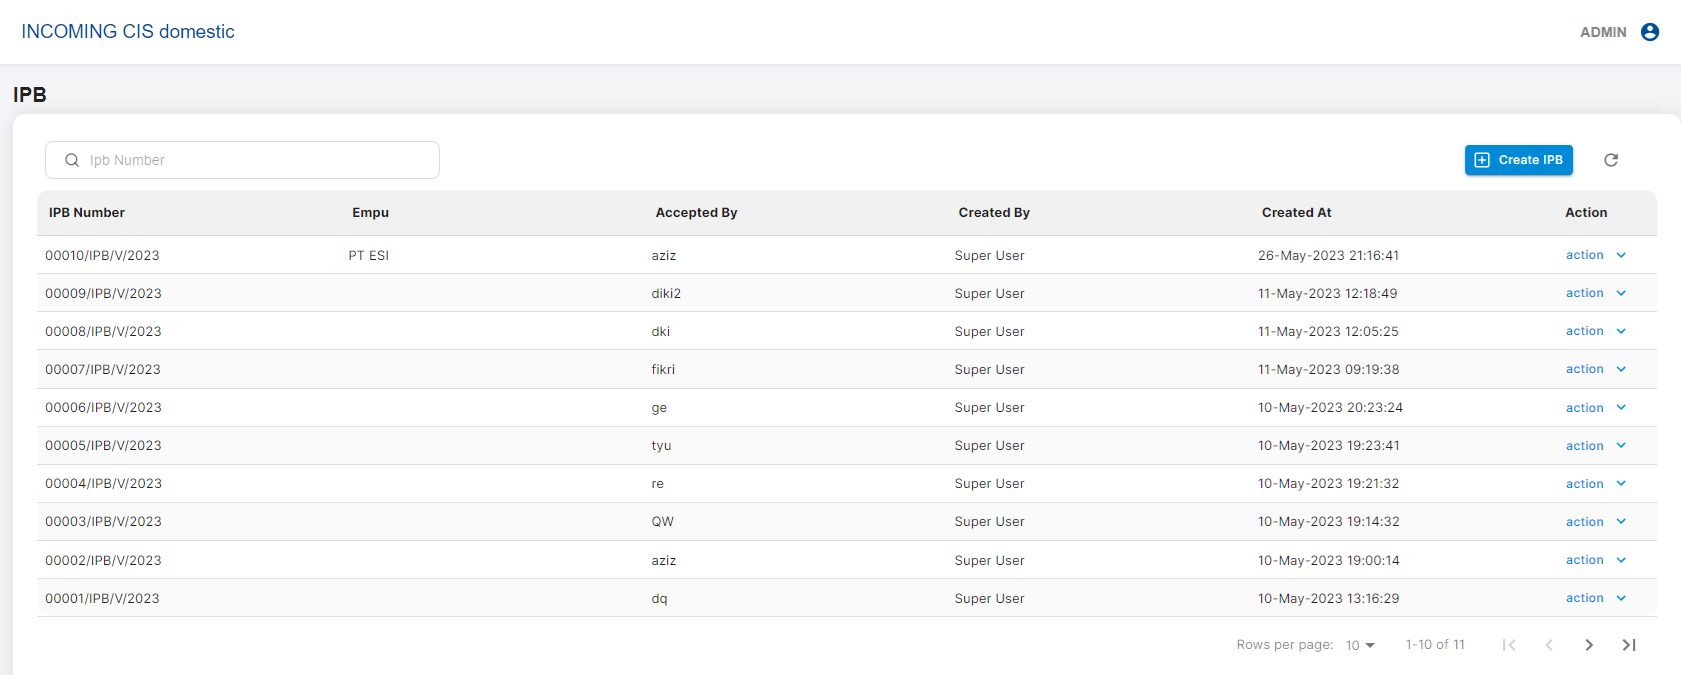 INCOMING CIS domestic
ADMIN
IPB
Ipb Number
Create IPB
IPB Number Empu Accepted By Created By Created At Action
00010/IPB/V/2023 PT ESI aziz Super User 26-May-2023 21:16:41 action
00009/IPB/V/2023 diki2 Super User 11-May-2023 12:18:49 action
00008/IPB/V/2023 dki Super User 11-May-2023 12:05:25 action
00007/IPB/V/2023 fikri Super User 11-May-2023 09:19:38 action
00006/IPB/V/2023 ge Super User 10-May-2023 20:23:24 action
00005/IPB/V/2023 tyu Super User 10-May-2023 19:23:41 action
00004/IPB/V/2023 re Super User 10-May-2023 19:21:32 action
00003/IPB/V/2023 QW Super User 10-May-2023 19:14:32 action
00002/IPB/V/2023 aziz Super User 10-May-2023 19:00:14 action
00001/IPB/V/2023 dq Super User 10-May-2023 13:16:29 action
Rows per page: 10 1-10 of 11